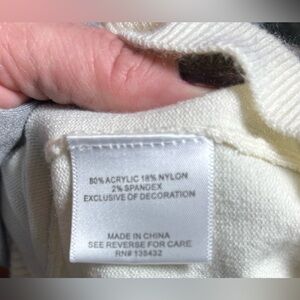 80% ACRYLIC 18% NYLON
2% SPANDEX
EXCLUSIVE OF DECORATION
MADE IN CHINA
SEE REVERSE FOR CARE
RN# 138432